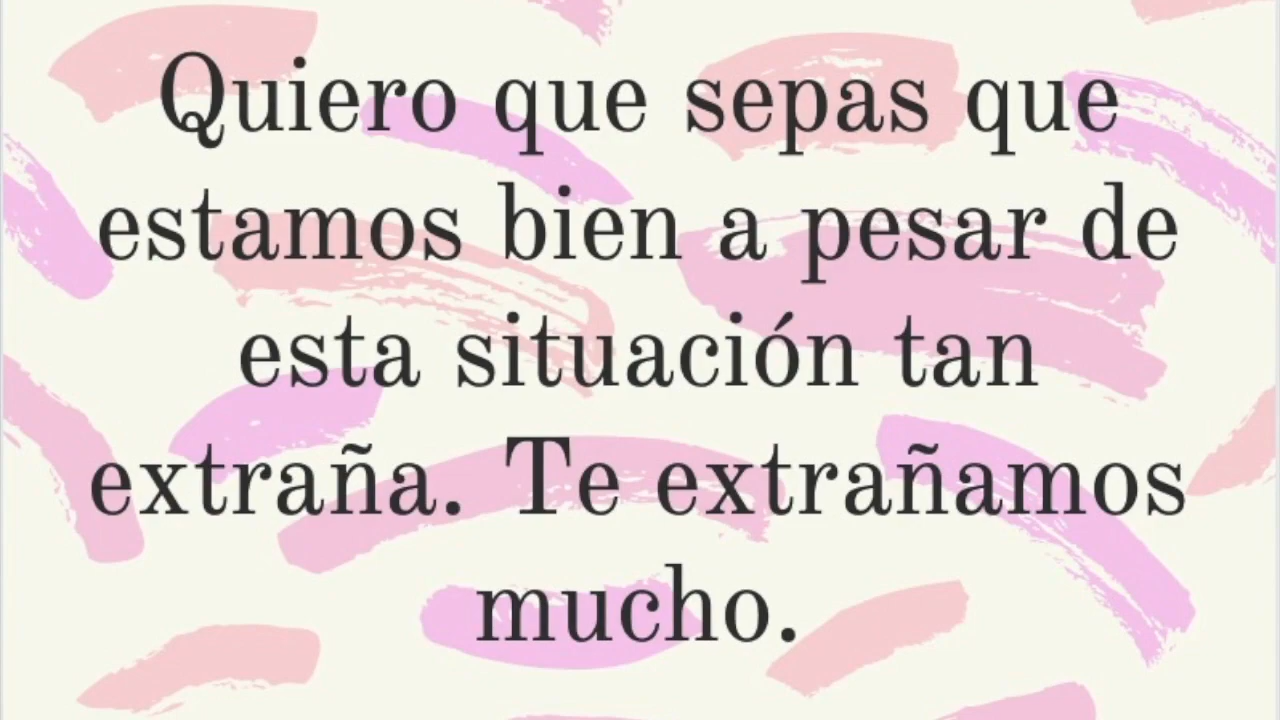 Quiero que sepas que
estamos bien a pesar de
esta situación tan
extraña. Te extrañamos
mucho.